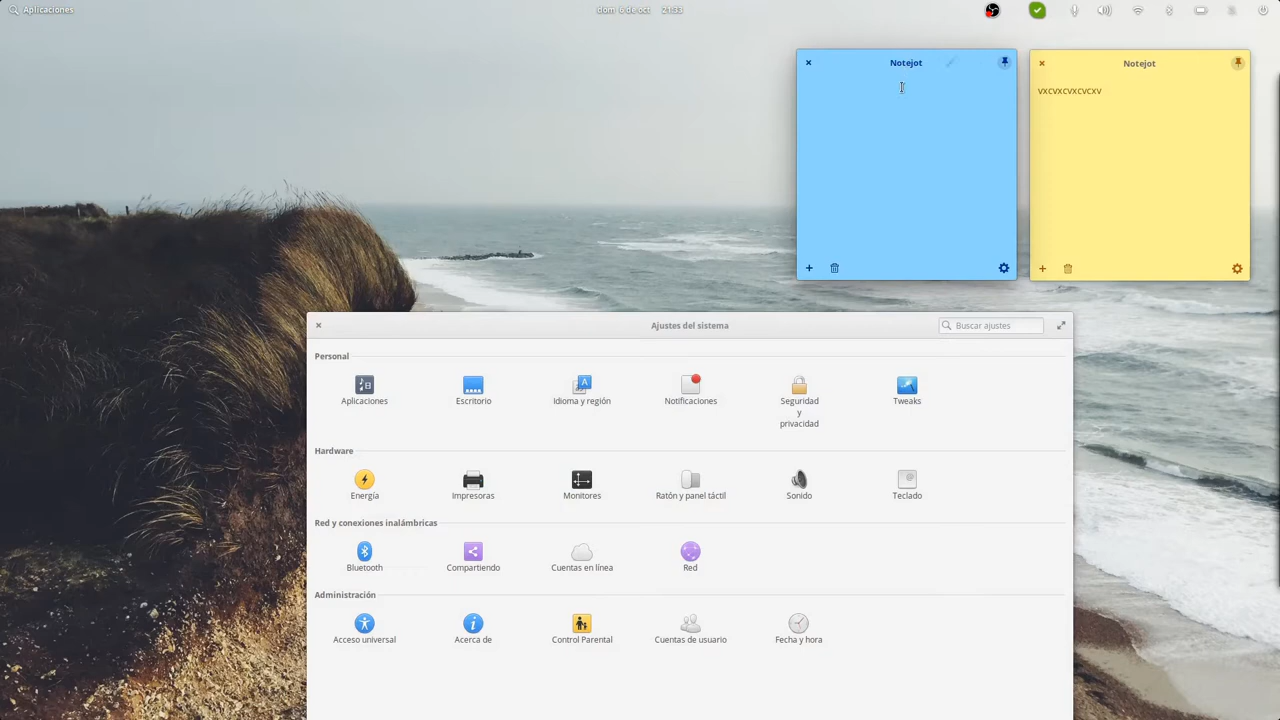 Aplicaciones
dom 6 de oct 21:33
Notejot
Notejot
vxcvxcvxcvcxv
Ajustes del sistema
Buscar ajustes
Personal
Aplicaciones
Escritorio
Idioma y región
Notificaciones
Seguridad
y
privacidad
Tweaks
Hardware
Energía
Impresoras
Monitores
Ratón y panel táctil
Sonido
Teclado
Red y conexiones inalámbricas
Bluetooth
Compartiendo
Cuentas en línea
Red
Administración
Acceso universal
Acerca de
Control Parental
Cuentas de usuario
Fecha y hora